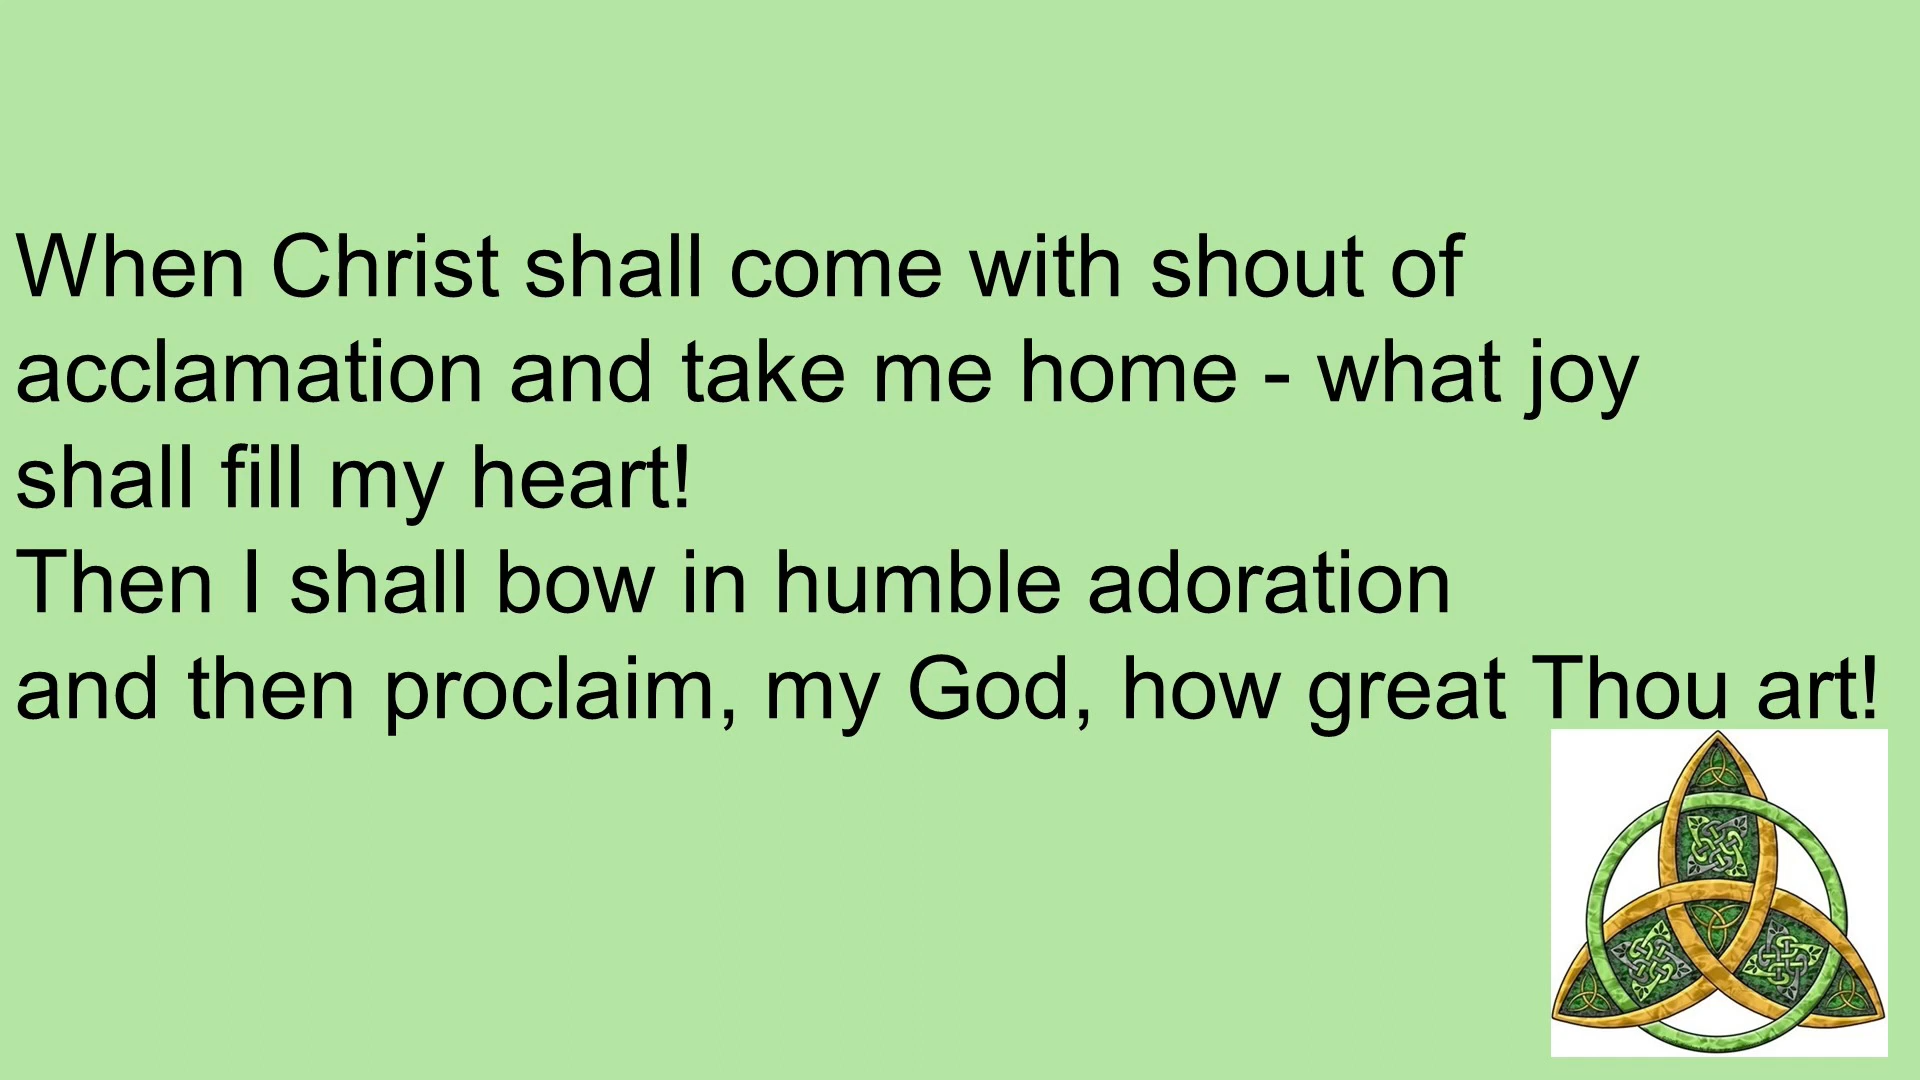 When Christ shall come with shout of
acclamation and take me home - what joy
shall fill my heart!
Then I shall bow in humble adoration
and then proclaim, my God, how great Thou art!